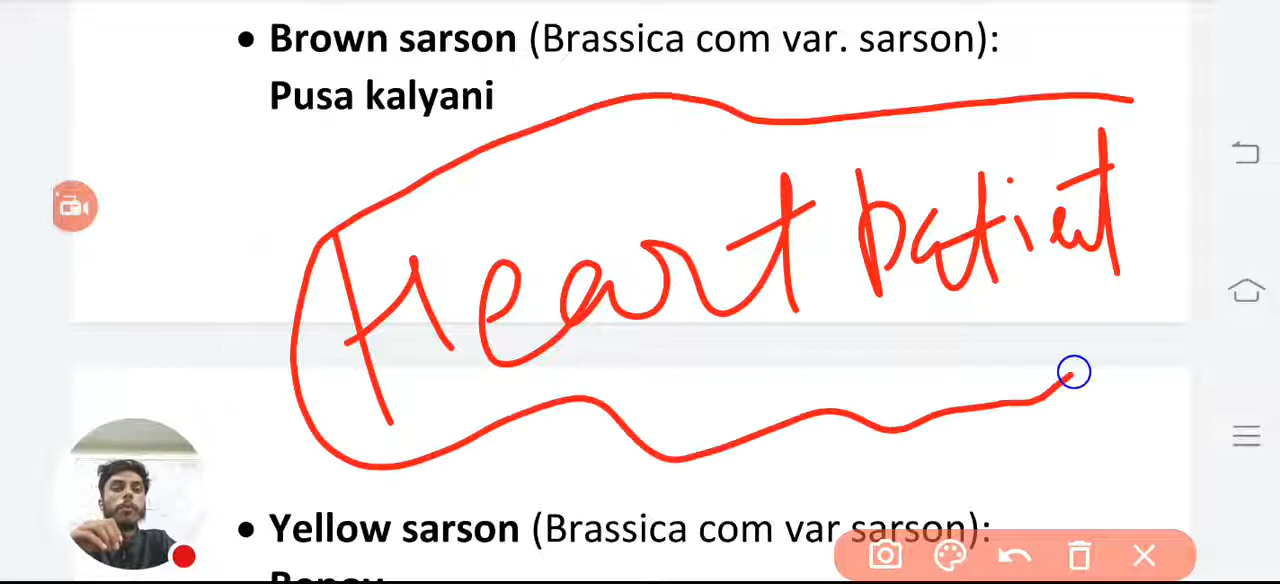 • Brown sarson (Brassica com var. sarson):
Pusa kalyani
Heart patient
• Yellow sarson (Brassica com var sarson):